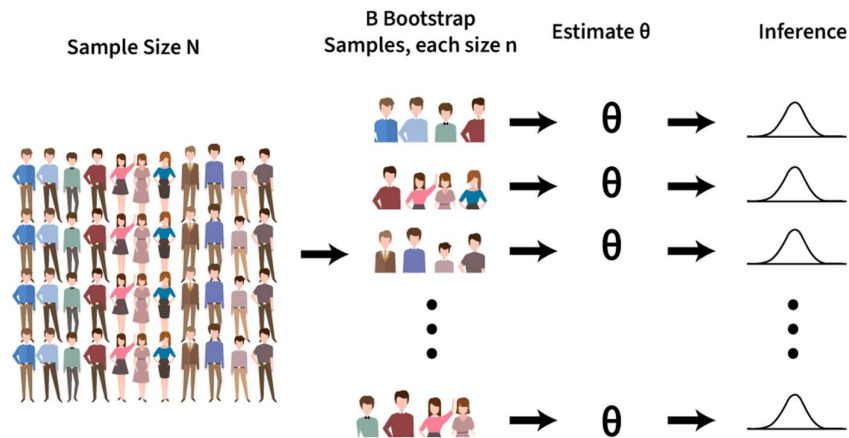 Sample Size N
B Bootstrap
Samples, each size n
Estimate θ
Inference
θ
θ
θ
θ